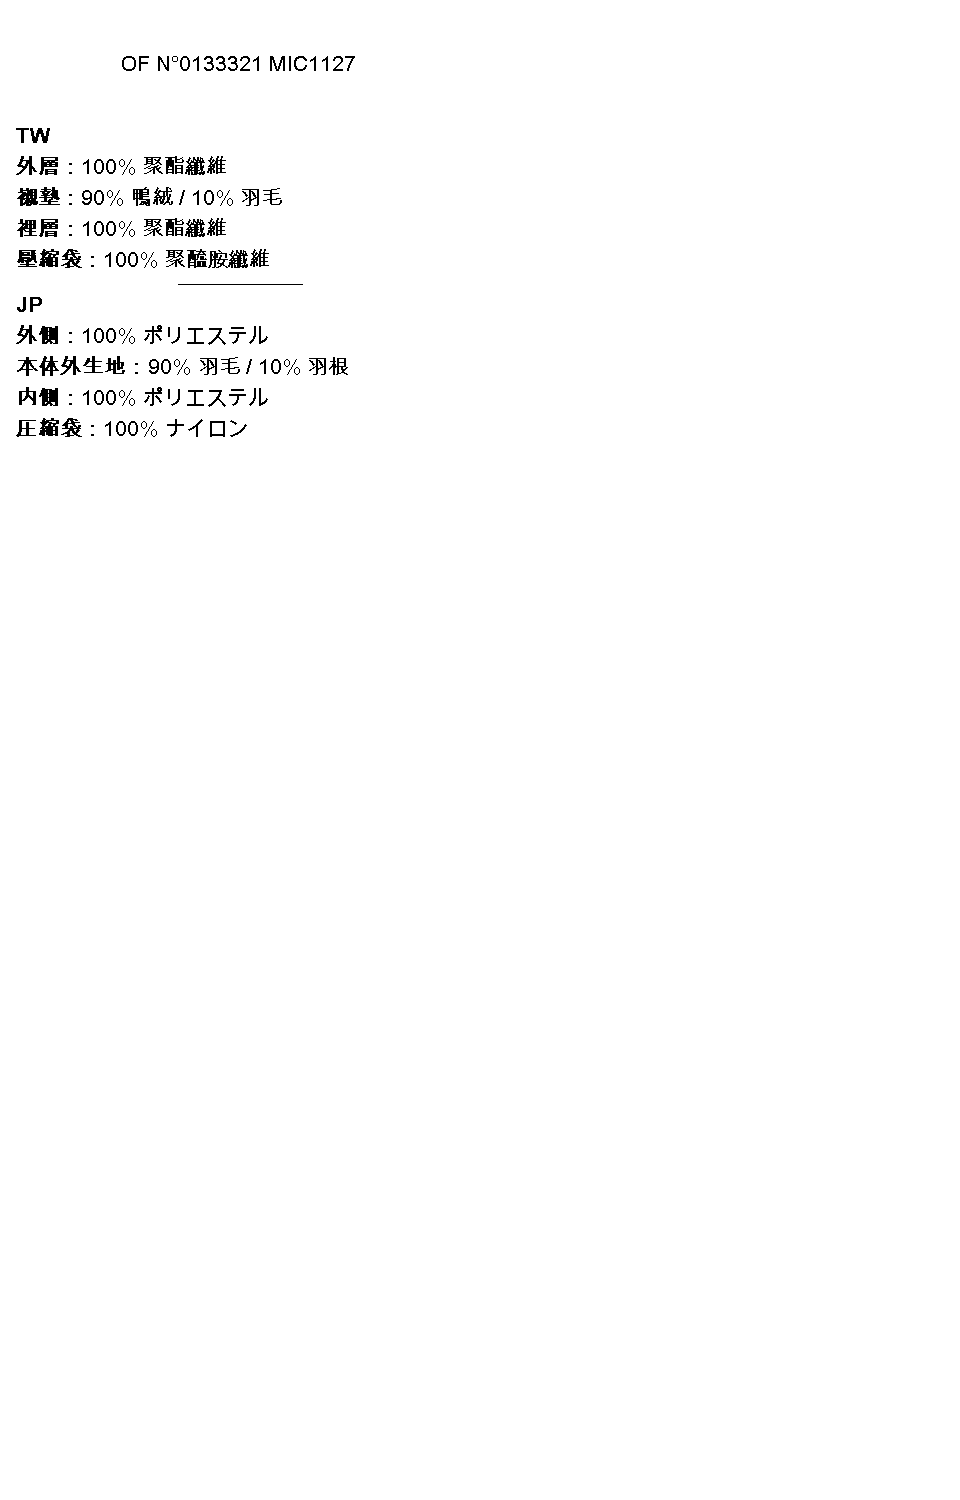 OF N°0133321 MIC1127
TW
外層 : 100% 聚酯纖維
襯墊 : 90% 鴨絨 / 10% 羽毛
裡層 : 100% 聚酯纖維
壓縮袋 : 100% 聚醯胺纖維
JP
外側 : 100% ポリエステル
本体外生地 : 90% 羽毛 / 10% 羽根
内側 : 100% ポリエステル
圧縮袋 : 100% ナイロン